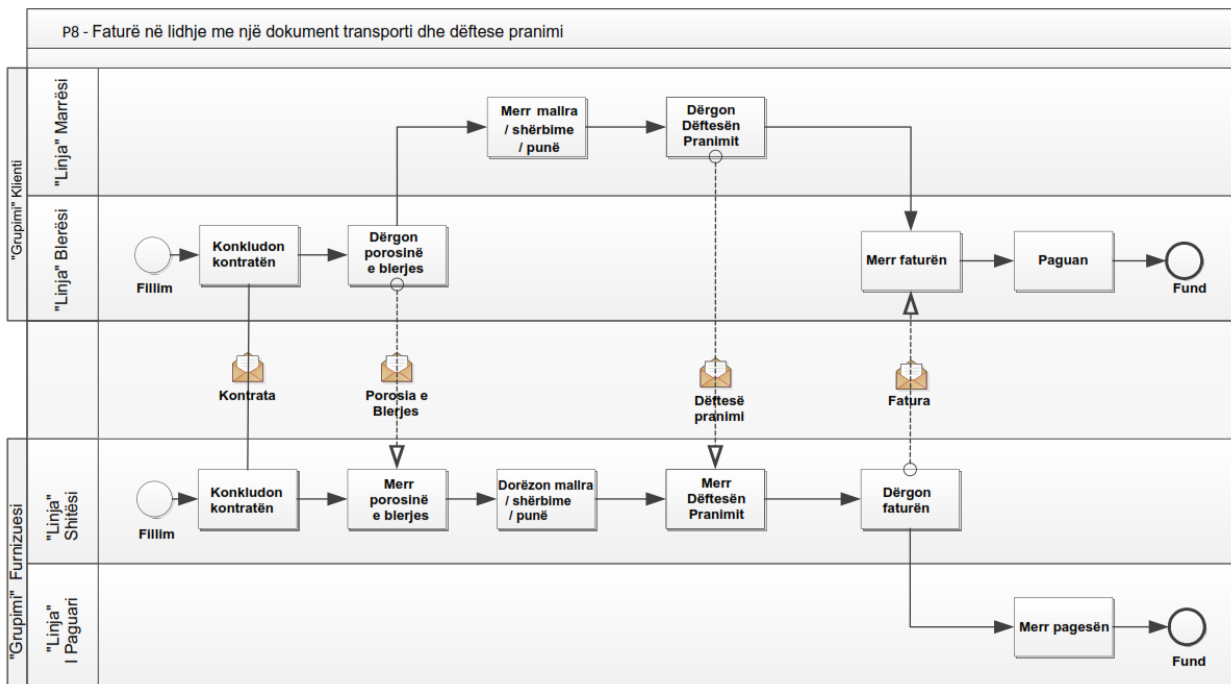 P8 - Faturë në lidhje me një dokument transporti dhe dëftese pranimi
"Grupimi" Klienti
"Linja" Marrësi
Merr mallra
/ shërbime
/ punë
Dërgon
Dëftesën
Pranimit
"Linja" Blerësi
Fillim
Konkludon
kontratën
Dërgon
porosinë
e blerjes
Merr faturën
Paguan
Fund
Kontrata
Porosia e
Blerjes
Dëftesë
pranimi
Fatura
"Grupimi" Furnizuesi
"Linja"
Shitësi
Fillim
Konkludon
kontratën
Merr
porosinë
e blerjes
Dorëzon mallra
/ shërbime
/ punë
Merr
Dëftesën
Pranimit
Dërgon
faturën
"Linja"
I Paguari
Merr pagesën
Fund